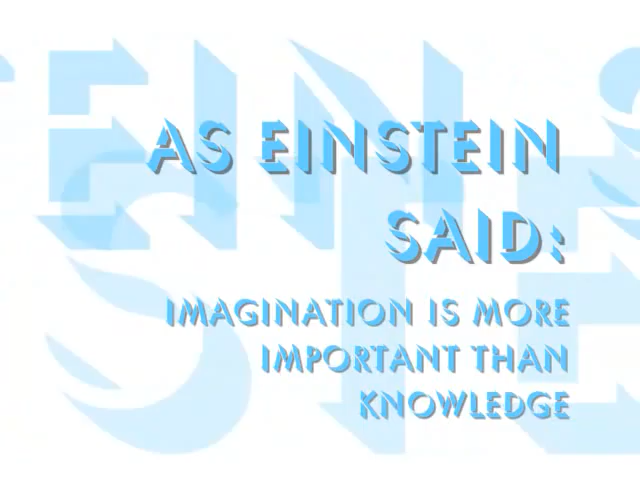 AS EINSTEIN
SAID:
IMAGINATION IS MORE
IMPORTANT THAN
KNOWLEDGE